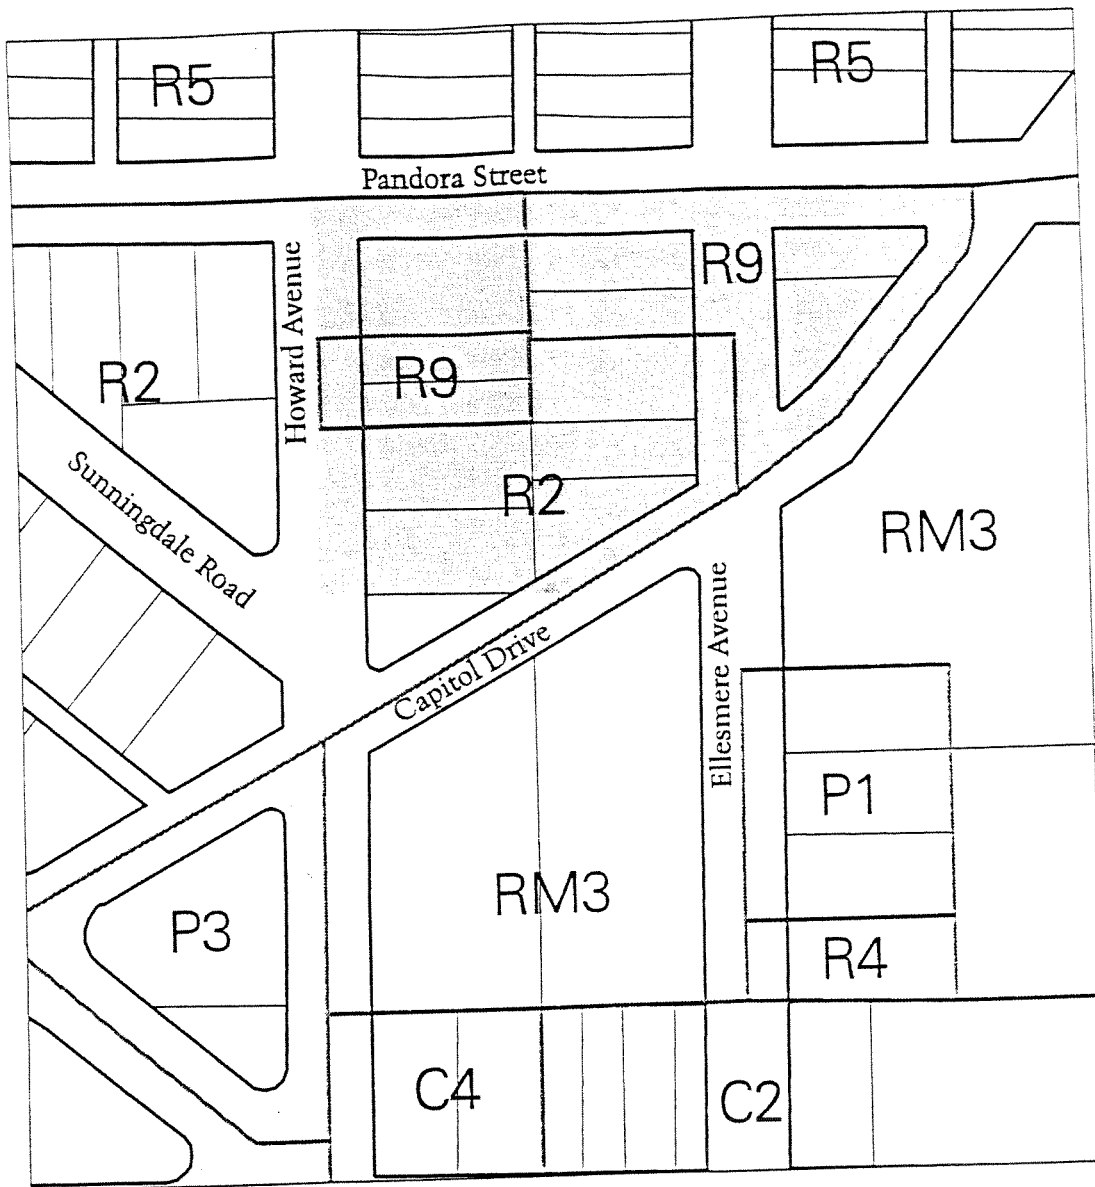 R5
R5
Pandora Street
Howard Avenue
R9
R2
R9
Sunningdale Road
R2
RM3
Capitol Drive
Ellesmere Avenue
P1
RM3
P3
R4
C4
C2